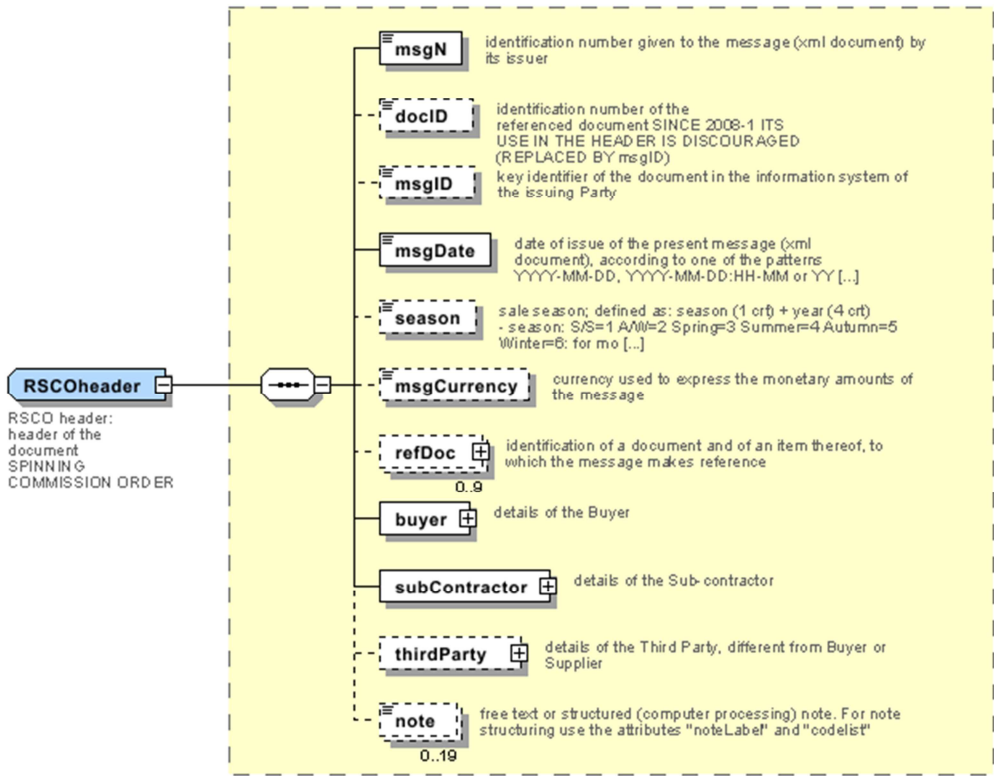 msgN
identification number given to the message (xml document) by
its issuer
docID
identification number of the
referenced document SINCE 2008-1 ITS
USE IN THE HEADER IS DISCOURAGED
(REPLACED BY msgID)
msgID
key identifier of the document in the information system of
the issuing Party
msgDate
date of issue of the present message (xml
document), according to one of the patterns
YYYY-MM-DD, YYYY-MM-DD:HH-MM or YY [...]
season
sale season; defined as: season (1 crt) + year (4 crt)
- season: S/S=1 A/W=2 Spring=3 Summer=4 Autumn=5
Winter=6: for mo [...]
RSCOheader
RSCO header:
header of the
document
SPINNING
COMMISSION ORDER
msgCurrency
currency used to express the monetary amounts of
the message
refDoc
0..9
identification of a document and of an item thereof, to
which the message makes reference
buyer
details of the Buyer
subContractor
details of the Sub-contractor
thirdParty
details of the Third Party, different from Buyer or
Supplier
note
0..19
free text or structured (computer processing) note. For note
structuring use the attributes "noteLabel" and "codelist"